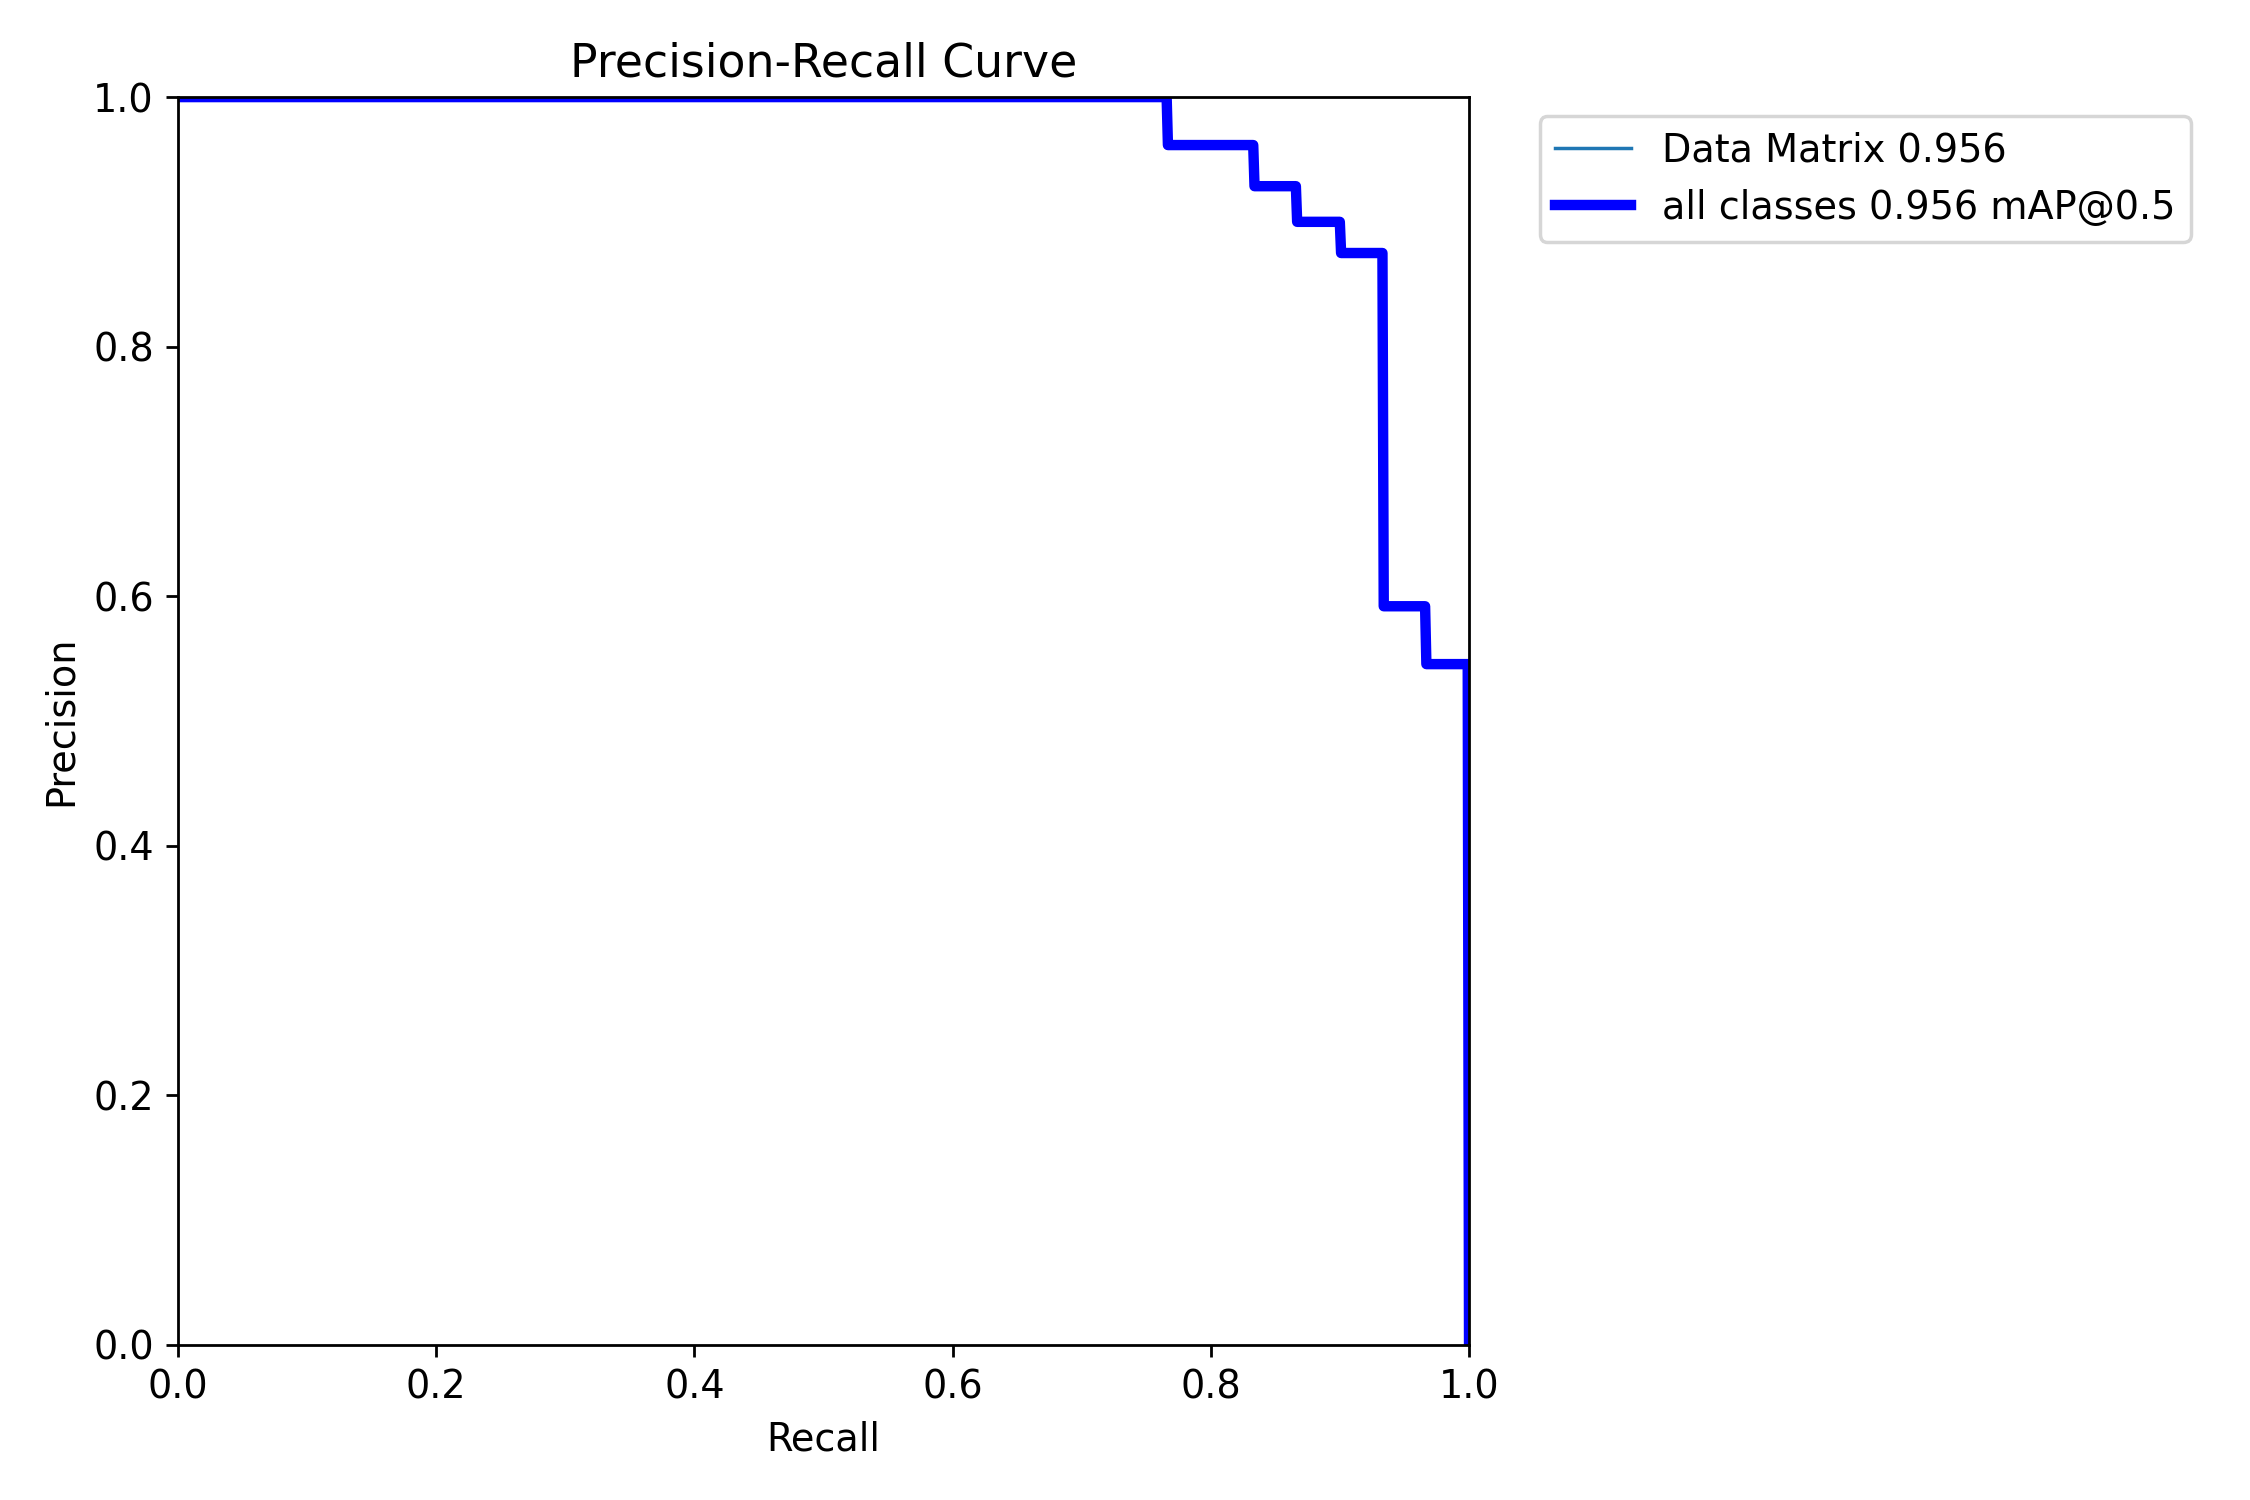 Precision-Recall Curve
1.0
0.8
0.6
0.4
0.2
0.0
Precision
0.0 0.2 0.4 0.6 0.8 1.0
Recall
Data Matrix 0.956
all classes 0.956 mAP@0.5